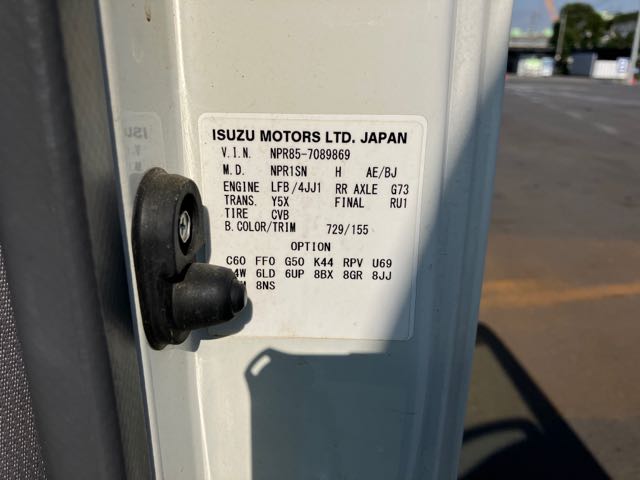 ISUZU MOTORS LTD. JAPAN
V.I.N. NPR85-7089869
M.D. NPR1SN H AE/BJ
ENGINE LFB/4JJ1 RR AXLE G73
TRANS. Y5X FINAL RU1
TIRE CVB
B.COLOR/TRIM 729/155
OPTION
C60 FF0 G50 K44 RPV U69
6LD 6UP 8BX 8GR 8JJ
8NS